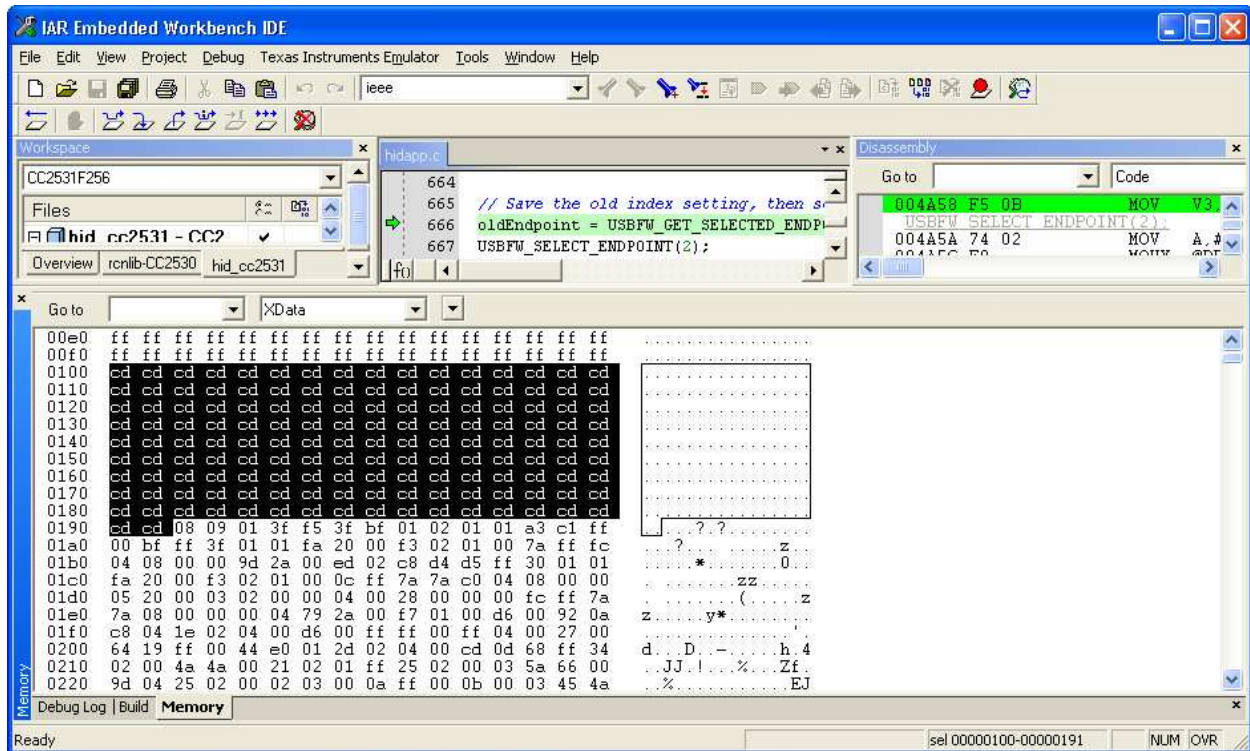 IAR Embedded Workbench IDE
File Edit View Project Debug Texas Instruments Emulator Tools Window Help
ieee
Workspace
CC2531F256
Files
hid_cc2531 - CC2
Overview rcnlib-CC2530 hid_cc2531
hidapp.c
664
665 // Save the old index setting, then
666 oldEndpoint = USBFW_GET_SELECTED_ENDP
667 USBFW_SELECT_ENDPOINT(2);
f()
Disassembly
Go to Code
004A58 F5 0B MOV V3,
USBFW_SELECT_ENDPOINT(2);
004A5A 74 02 MOV A,#
Go to XData
00e0 ff ff ff ff ff ff ff ff ff ff ff ff ff ff ff ff ................
00f0 ff ff ff ff ff ff ff ff ff ff ff ff ff ff ff ff ................
0100 cd cd cd cd cd cd cd cd cd cd cd cd cd cd cd cd ................
0110 cd cd cd cd cd cd cd cd cd cd cd cd cd cd cd cd ................
0120 cd cd cd cd cd cd cd cd cd cd cd cd cd cd cd cd ................
0130 cd cd cd cd cd cd cd cd cd cd cd cd cd cd cd cd ................
0140 cd cd cd cd cd cd cd cd cd cd cd cd cd cd cd cd ................
0150 cd cd cd cd cd cd cd cd cd cd cd cd cd cd cd cd ................
0160 cd cd cd cd cd cd cd cd cd cd cd cd cd cd cd cd ................
0170 cd cd cd cd cd cd cd cd cd cd cd cd cd cd cd cd ................
0180 cd cd cd cd cd cd cd cd cd cd cd cd cd cd cd cd ................
0190 cd cd 08 09 01 3f f5 3f bf 01 02 01 01 a3 c1 ff .....?.?........
01a0 00 bf ff 3f 01 01 fa 20 00 f3 02 01 00 7a ff fc ...?... .....z..
01b0 04 08 00 00 9d 2a 00 ed 02 c8 d4 d5 ff 30 01 01 .....*.......0..
01c0 fa 20 00 f3 02 01 00 0c ff 7a 7a c0 04 08 00 00 . .......zz.....
01d0 05 20 00 03 02 00 00 04 00 28 00 00 00 fc ff 7a . .......(.....z
01e0 7a 08 00 00 00 04 79 2a 00 f7 01 00 d6 00 92 0a z.....y*........
01f0 c8 04 1e 02 04 00 d6 00 ff ff 00 ff 04 00 27 00 ..............'.
0200 64 19 ff 00 44 e0 01 2d 02 04 00 cd 0d 68 ff 34 d...D..-.....h.4
0210 02 00 4a 4a 00 21 02 01 ff 25 02 00 03 5a 66 00 ..JJ.!...%...Zf.
0220 9d 04 25 02 00 02 03 00 0a ff 00 0b 00 03 45 4a ..%...........EJ
Memory
Debug Log Build Memory
Ready sel 00000100-00000191 NUM OVR